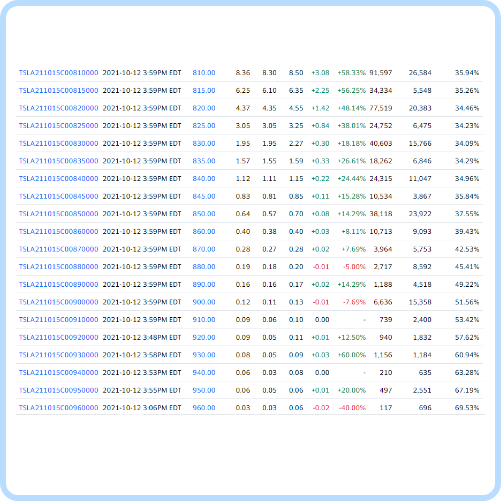 TSLA211015C00810000 2021-10-12 3:59PM EDT 810.00 8.36 8.30 8.50 +3.08 +58.33% 91,597 26,584 35.94%
TSLA211015C00815000 2021-10-12 3:59PM EDT 815.00 6.25 6.10 6.35 +2.25 +56.25% 34,334 5,548 35.26%
TSLA211015C00820000 2021-10-12 3:59PM EDT 820.00 4.37 4.35 4.55 +1.42 +48.14% 77,519 20,383 34.46%
TSLA211015C00825000 2021-10-12 3:59PM EDT 825.00 3.05 3.05 3.25 +0.84 +38.01% 24,752 6,475 34.23%
TSLA211015C00830000 2021-10-12 3:59PM EDT 830.00 1.95 1.95 2.27 +0.30 +18.18% 40,603 15,766 34.09%
TSLA211015C00835000 2021-10-12 3:59PM EDT 835.00 1.57 1.55 1.59 +0.33 +26.61% 18,262 6,846 34.29%
TSLA211015C00840000 2021-10-12 3:59PM EDT 840.00 1.12 1.11 1.15 +0.22 +24.44% 24,315 11,047 34.96%
TSLA211015C00845000 2021-10-12 3:59PM EDT 845.00 0.83 0.81 0.85 +0.11 +15.28% 10,534 3,867 35.84%
TSLA211015C00850000 2021-10-12 3:59PM EDT 850.00 0.64 0.57 0.70 +0.08 +14.29% 38,118 23,922 37.55%
TSLA211015C00860000 2021-10-12 3:59PM EDT 860.00 0.40 0.38 0.40 +0.03 +8.11% 10,713 9,093 39.43%
TSLA211015C00870000 2021-10-12 3:59PM EDT 870.00 0.28 0.27 0.28 +0.02 +7.69% 3,964 5,753 42.53%
TSLA211015C00880000 2021-10-12 3:59PM EDT 880.00 0.19 0.18 0.20 -0.01 -5.00% 2,717 8,592 45.41%
TSLA211015C00890000 2021-10-12 3:59PM EDT 890.00 0.16 0.16 0.17 +0.02 +14.29% 1,188 4,518 49.22%
TSLA211015C00900000 2021-10-12 3:59PM EDT 900.00 0.12 0.11 0.13 -0.01 -7.69% 6,636 15,358 51.56%
TSLA211015C00910000 2021-10-12 3:59PM EDT 910.00 0.09 0.06 0.10 0.00 - 739 2,400 53.42%
TSLA211015C00920000 2021-10-12 3:48PM EDT 920.00 0.09 0.05 0.11 +0.01 +12.50% 940 1,832 57.62%
TSLA211015C00930000 2021-10-12 3:58PM EDT 930.00 0.08 0.05 0.09 +0.03 +60.00% 1,156 1,184 60.94%
TSLA211015C00940000 2021-10-12 3:53PM EDT 940.00 0.06 0.03 0.08 0.00 - 210 635 63.28%
TSLA211015C00950000 2021-10-12 3:55PM EDT 950.00 0.06 0.05 0.06 +0.01 +20.00% 497 2,551 67.19%
TSLA211015C00960000 2021-10-12 3:06PM EDT 960.00 0.03 0.03 0.06 -0.02 -40.00% 117 696 69.53%